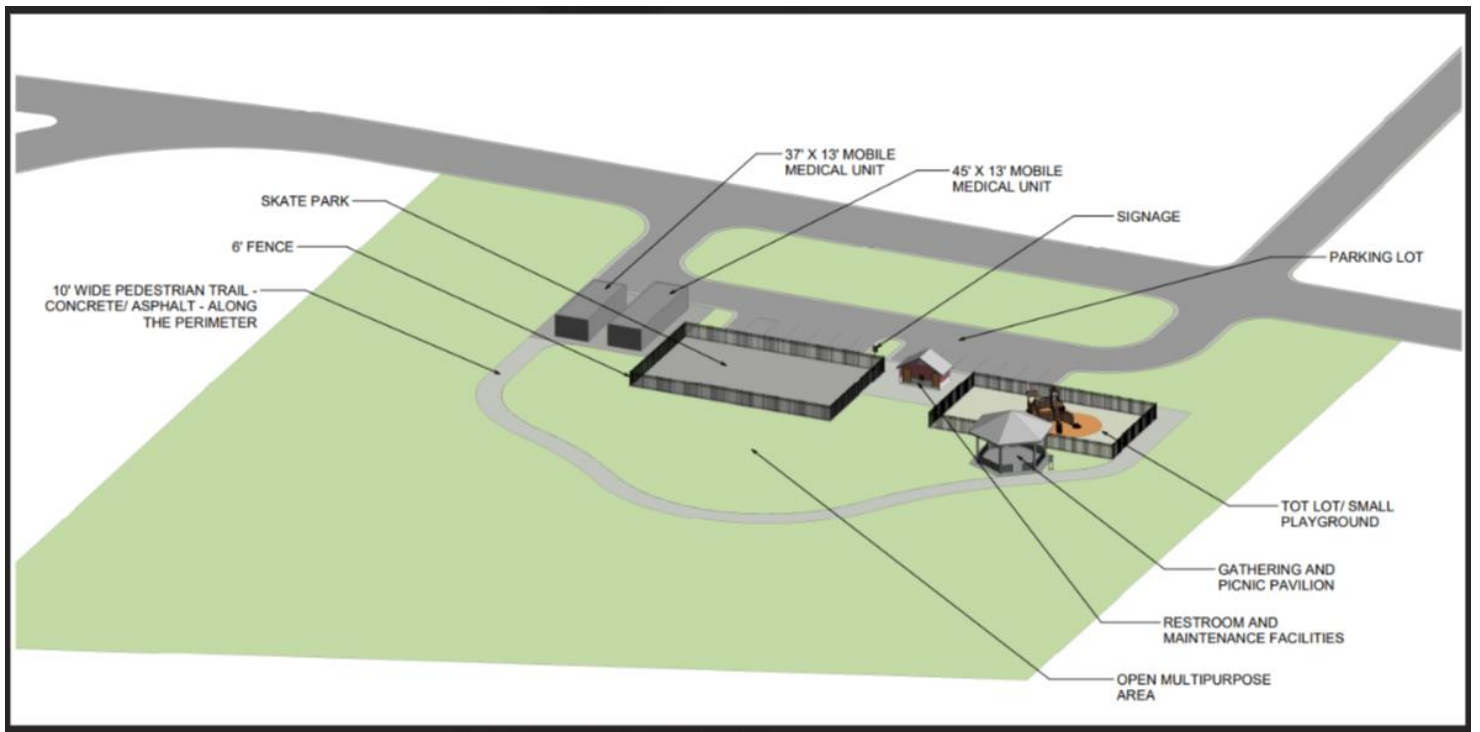 37' X 13' MOBILE
MEDICAL UNIT
45' X 13' MOBILE
MEDICAL UNIT
SKATE PARK
SIGNAGE
6' FENCE
PARKING LOT
10' WIDE PEDESTRIAN TRAIL -
CONCRETE/ ASPHALT - ALONG
THE PERIMETER
TOT LOT/ SMALL
PLAYGROUND
GATHERING AND
PICNIC PAVILION
RESTROOM AND
MAINTENANCE FACILITIES
OPEN MULTIPURPOSE
AREA